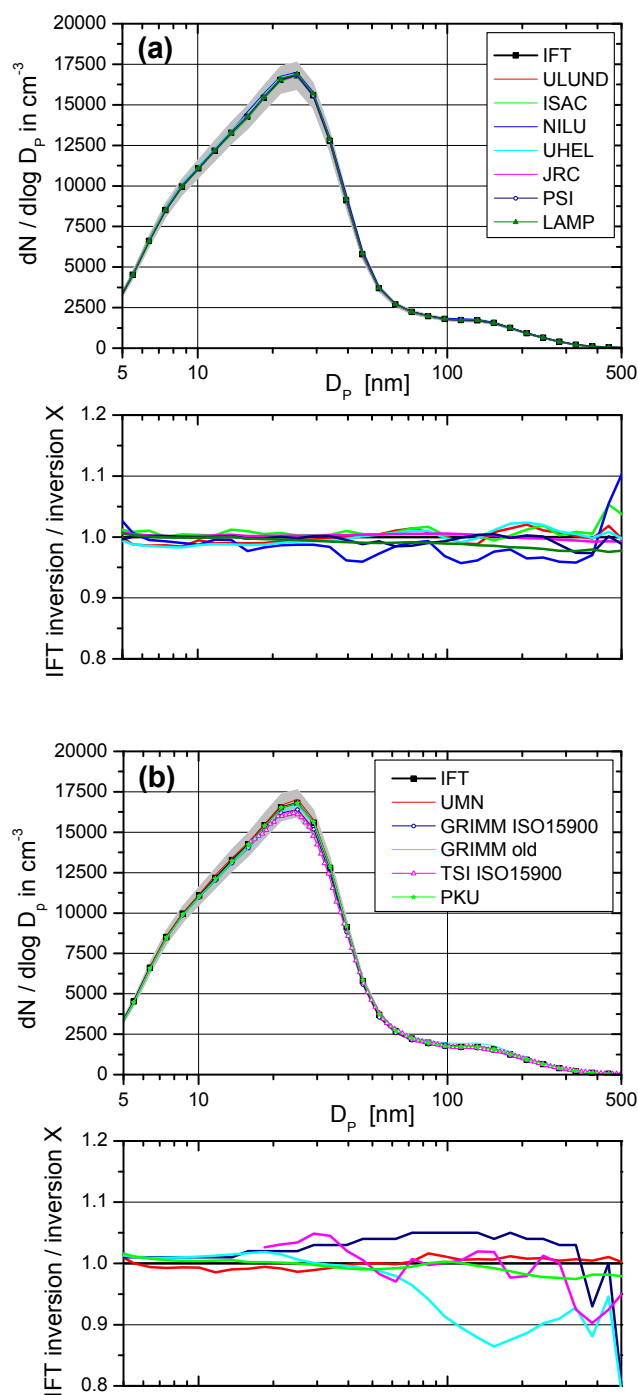 (a)
20000
17500
15000
12500
10000
7500
5000
2500
0
dN / dlog D_P in cm⁻³
IFT
ULUND
ISAC
NILU
UHEL
JRC
PSI
LAMP
5 10 100 500
D_P [nm]
1.2
1.1
1.0
0.9
0.8
IFT inversion / inversion X
(b)
20000
17500
15000
12500
10000
7500
5000
2500
0
dN / dlog D_p in cm⁻³
IFT
UMN
GRIMM ISO15900
GRIMM old
TSI ISO15900
PKU
5 10 100 500
D_P [nm]
1.2
1.1
1.0
0.9
0.8
IFT inversion / inversion X